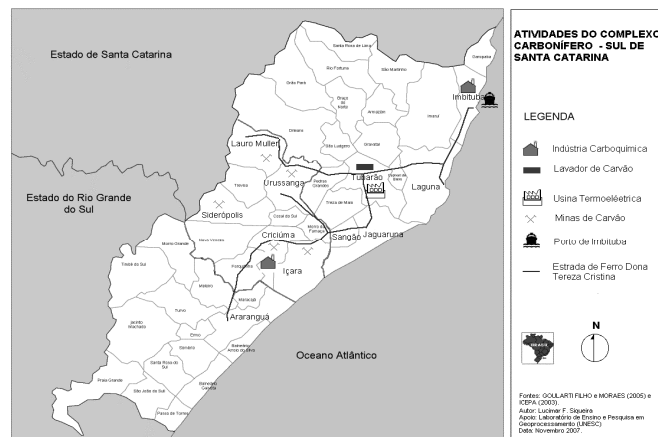 Estado de Santa Catarina
Estado do Rio Grande
do Sul
Oceano Atlântico
Santa Rosa de Lima
Rio Fortuna
São Martinho
Garopaba
Grão Pará
Braço
do
Norte
Armazém
Imaruí
Imbituba
Orleans
São Ludgero
Gravatal
Lauro Muller
Urussanga
Pedras
Grandes
Tubarão
Laguna
Treviso
Siderópolis
Cocal do Sul
Morro da
Fumaça
Treze de Maio
Sangão
Jaguaruna
Criciúma
Nova Veneza
Morro Grande
Forquilhinha
Içara
Timbé do Sul
Meleiro
Maracajá
Araranguá
Turvo
Jacinto
Machado
Ermo
Sombrio
Balneário
Arroio do Silva
Santa Rosa do
Sul
Praia Grande
São João do Sul
Balneário
Gaivota
Passo de Torres
ATIVIDADES DO COMPLEXO
CARBONÍFERO - SUL DE
SANTA CATARINA
LEGENDA
Indústria Carboquímica
Lavador de Carvão
Usina Termoeléetrica
Minas de Carvão
Porto de Imbituba
Estrada de Ferro Dona
Tereza Cristina
BRASIL
N
Fontes: GOULARTI FILHO e MORAES (2005) e
ICEPA (2003).
Autor: Lucimar F. Siqueira
Apoio: Laboratório de Ensino e Pesquisa em
Geoprocessamento (UNESC)
Data: Novembro 2007.